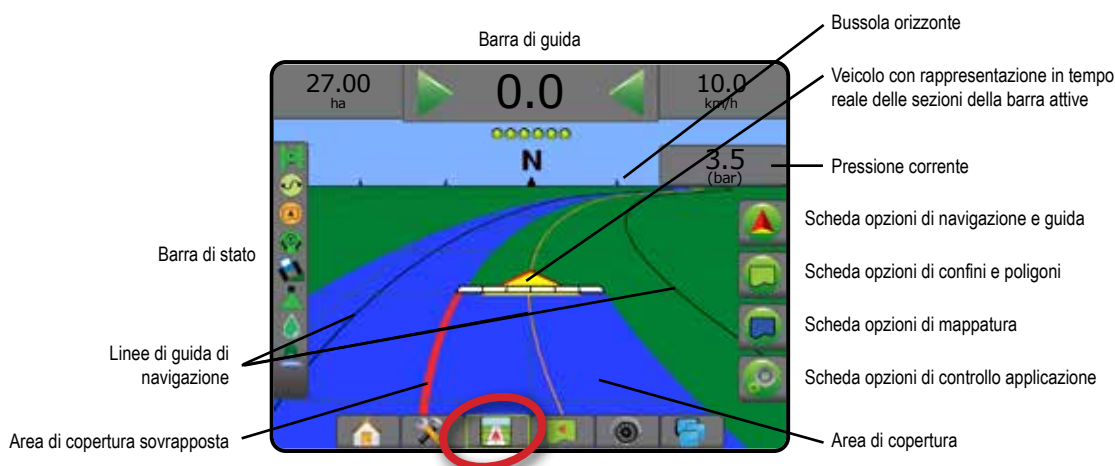 Bussola orizzonte
Barra di guida
Veicolo con rappresentazione in tempo
reale delle sezioni della barra attive
27.00
ha
0.0
10.0
km/h
N
3.5
(bar)
Pressione corrente
Scheda opzioni di navigazione e guida
Barra di stato
Scheda opzioni di confini e poligoni
Scheda opzioni di mappatura
Linee di guida di
navigazione
Scheda opzioni di controllo applicazione
Area di copertura sovrapposta
Area di copertura